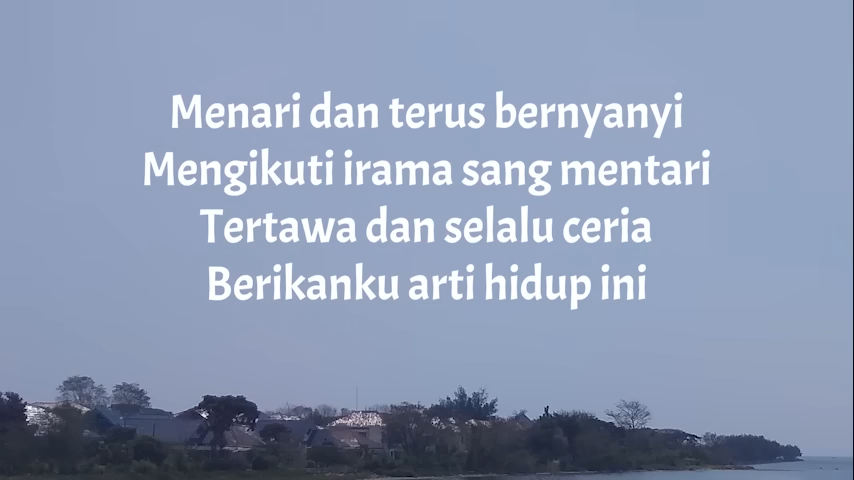 Menari dan terus bernyanyi
Mengikuti irama sang mentari
Tertawa dan selalu ceria
Berikanku arti hidup ini